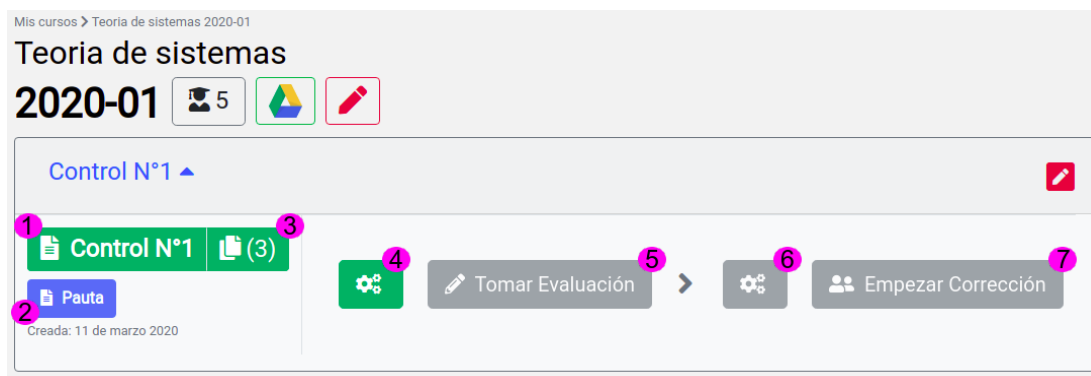 Mis cursos > Teoria de sistemas 2020-01
Teoria de sistemas
2020-01 5
Control N°1
1 3
Control N°1 (3)
4 5 6 7
Tomar Evaluación > Empezar Corrección
Pauta
2
Creada: 11 de marzo 2020